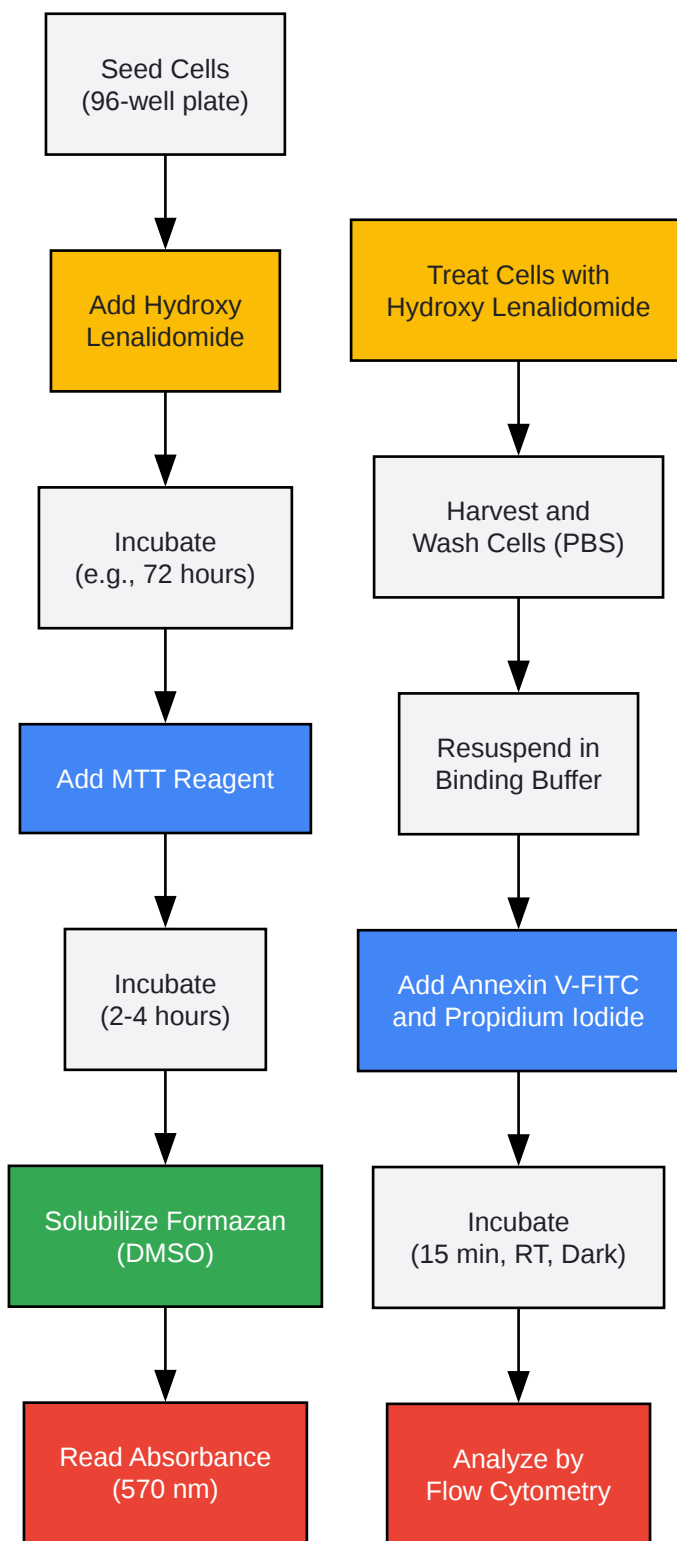 Seed Cells
(96-well plate)
Add Hydroxy
Lenalidomide
Incubate
(e.g., 72 hours)
Add MTT Reagent
Incubate
(2-4 hours)
Solubilize Formazan
(DMSO)
Read Absorbance
(570 nm)
Treat Cells with
Hydroxy Lenalidomide
Harvest and
Wash Cells (PBS)
Resuspend in
Binding Buffer
Add Annexin V-FITC
and Propidium Iodide
Incubate
(15 min, RT, Dark)
Analyze by
Flow Cytometry